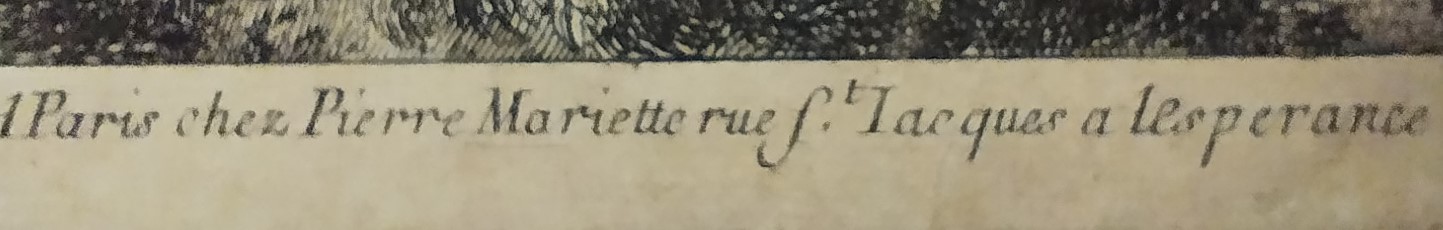 A Paris chez Pierre Mariette rue S.t Iacques a lEsperance